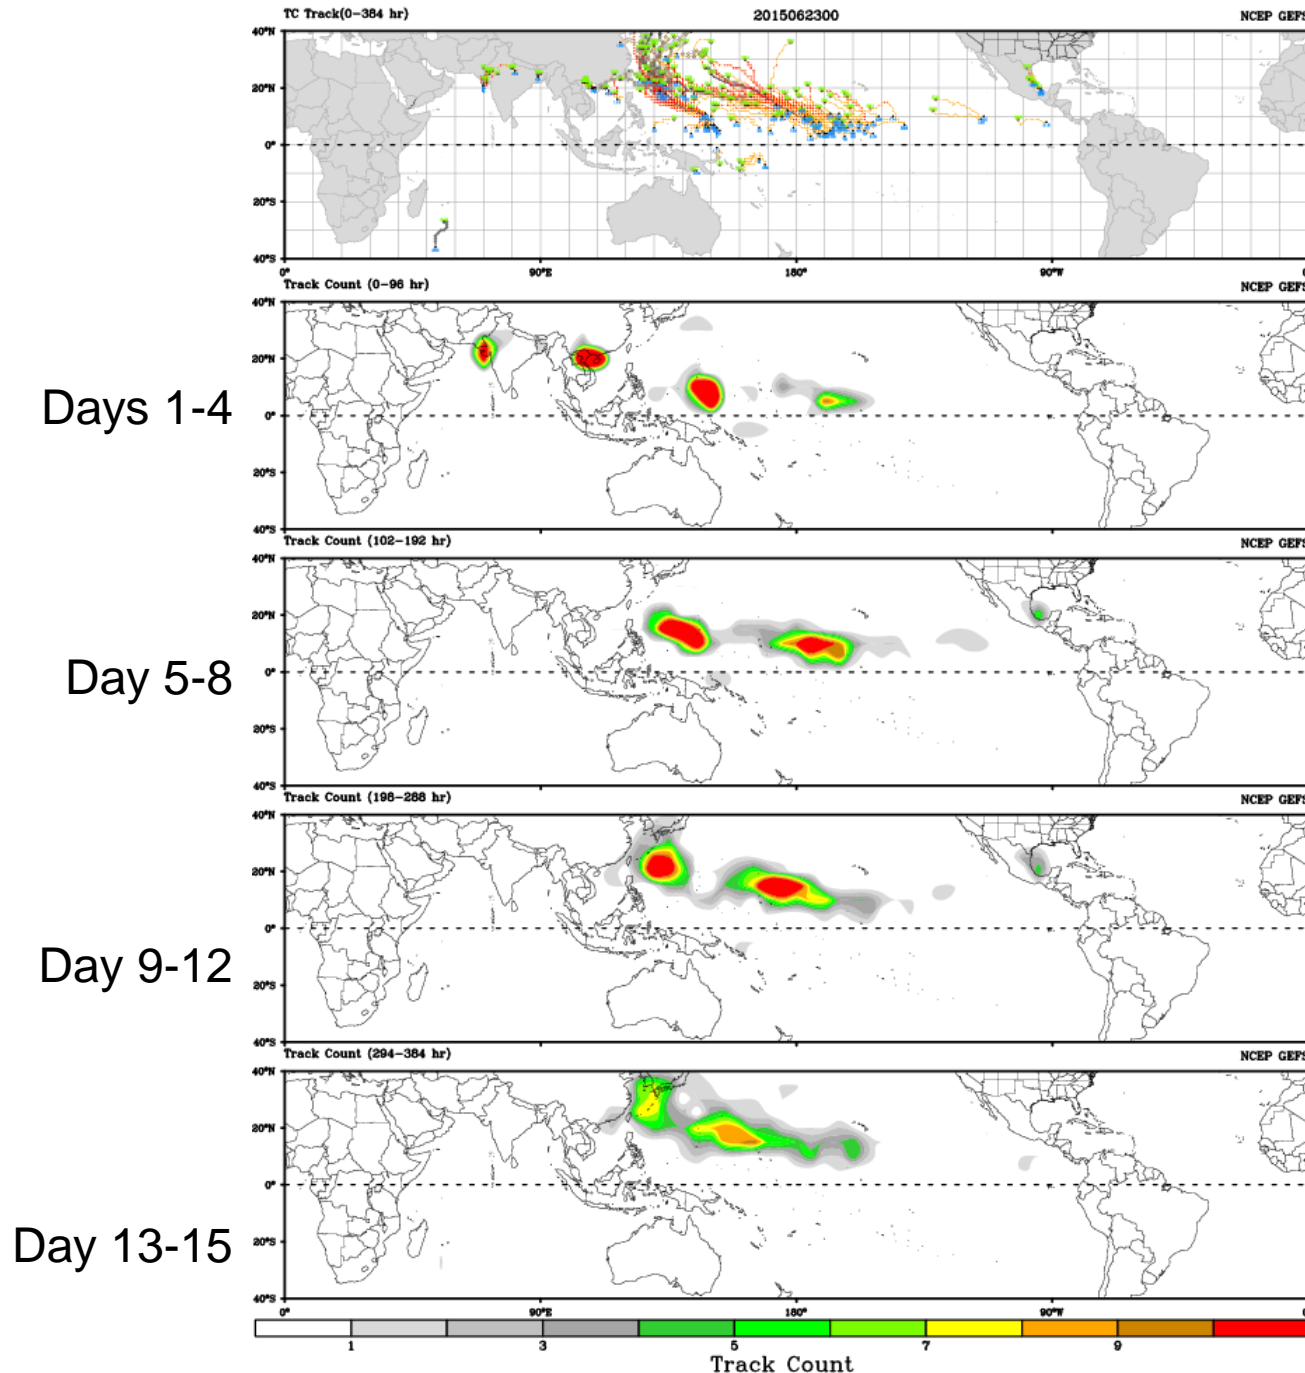 TC Track(0-384 hr) 2015062300 NCEP GEFS
40°N
20°N
0°
20°S
40°S
0° 90°E 180° 90°W 0
Track Count (0-96 hr) NCEP GEFS
40°N
20°N
Days 1-4
0°
20°S
40°S
Track Count (102-192 hr) NCEP GEFS
40°N
20°N
Day 5-8
0°
20°S
40°S
Track Count (198-288 hr) NCEP GEFS
40°N
20°N
0°
Day 9-12
20°S
40°S
Track Count (294-384 hr) NCEP GEFS
40°N
20°N
0°
Day 13-15
20°S
40°S
0° 90°E 180° 90°W 0
1 3 5 7 9
Track Count